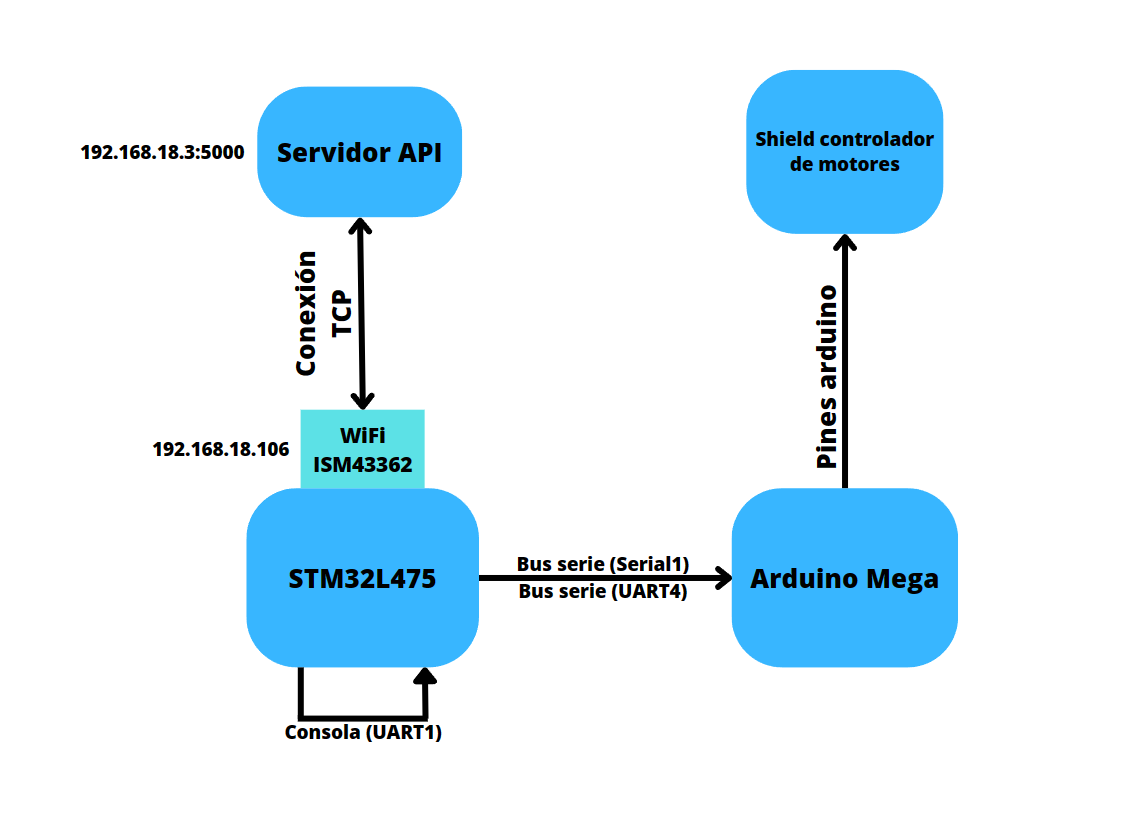 192.168.18.3:5000
Servidor API
Shield controlador
de motores
Conexión
TCP
Pines arduino
192.168.18.106
WiFi
ISM43362
STM32L475
Bus serie (Serial1)
Bus serie (UART4)
Arduino Mega
Consola (UART1)